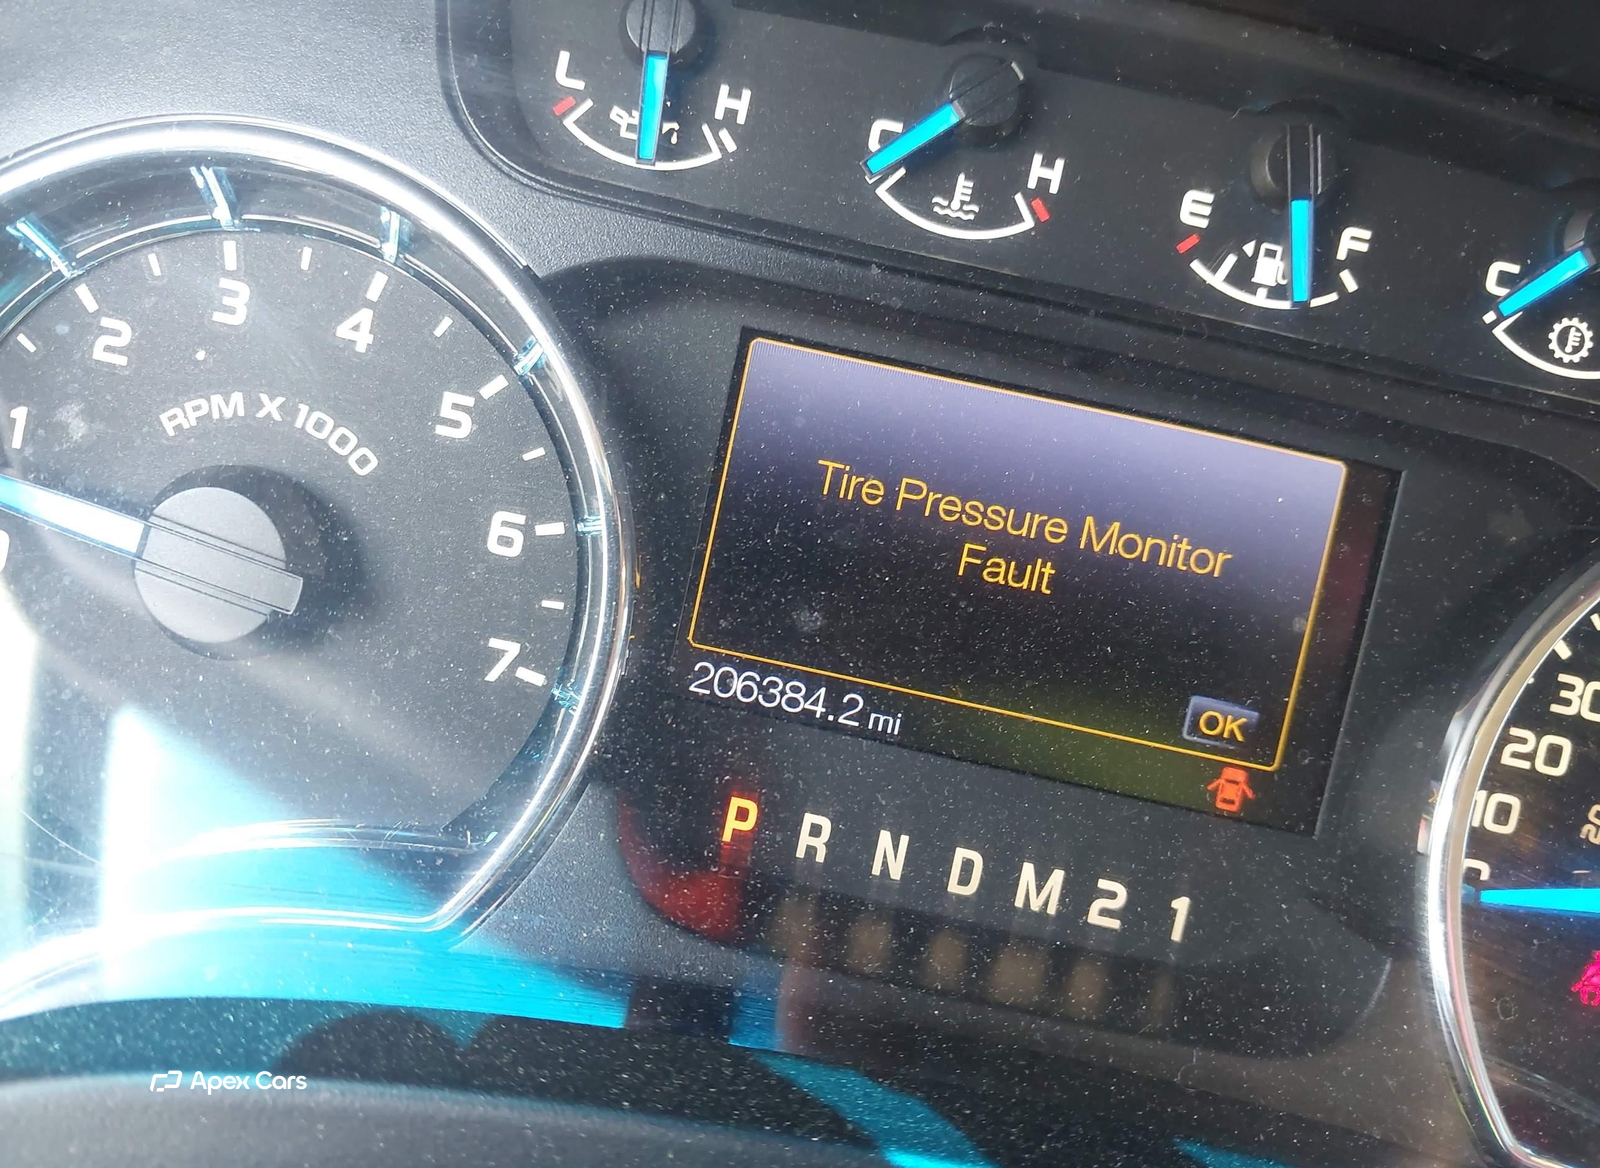 L H
C H
E F
C
1 2 3 4 5 6 7
RPM X 1000
Tire Pressure Monitor
Fault
206384.2 mi
OK
P R N D M 2 1
30
20
10
0
Apex Cars